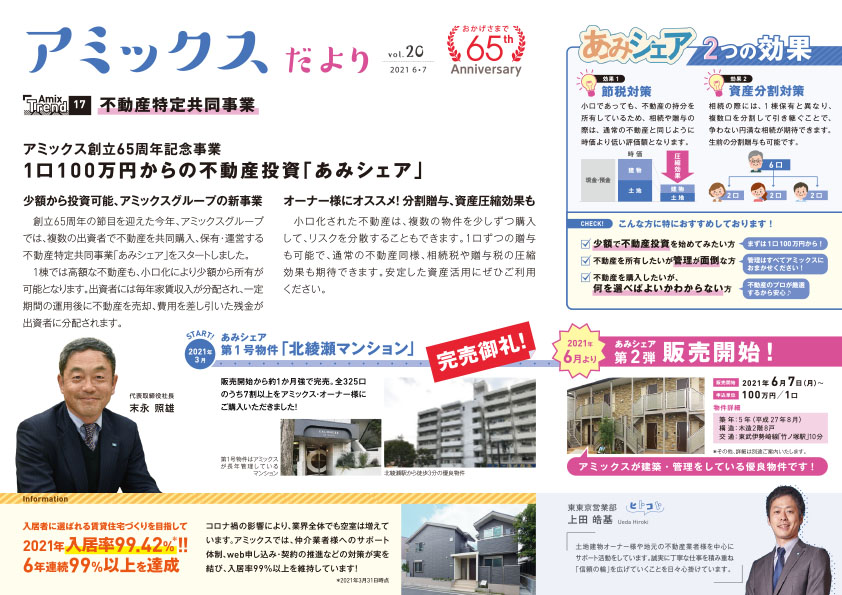 アミックスだより
vol.20
2021 6・7
おかげさまで
65th
Anniversary
Amix
Trend 17 不動産特定共同事業
アミックス創立65周年記念事業
1口100万円からの不動産投資「あみシェア」
少額から投資可能、アミックスグループの新事業
創立65周年の節目を迎えた今年、アミックスグループ
では、複数の出資者で不動産を共同購入、保有・運営する
不動産特定共同事業「あみシェア」をスタートしました。
1棟では高額な不動産も、小口化により少額から所有が
可能となります。出資者には毎年家賃収入が分配され、一定
期間の運用後に不動産を売却、費用を差し引いた残金が
出資者に分配されます。
オーナー様にオススメ！分割贈与、資産圧縮効果も
小口化された不動産は、複数の物件を少しずつ購入
して、リスクを分散することもできます。1口ずつの贈与
も可能で、通常の不動産同様、相続税や贈与税の圧縮
効果も期待できます。安定した資産活用にぜひご利用
ください。
あみシェア 2つの効果
効果1
節税対策
小口であっても、不動産の持分を
所有しているため、相続や贈与の
際は、通常の不動産と同じように
時価より低い評価額となります。
時価
現金・預金
建物
土地
圧縮効果
建物
土地
効果2
資産分割対策
相続の際には、1棟保有と異なり、
複数口を分割して引き継ぐことで、
争わない円満な相続が期待できます。
生前の分割贈与も可能です。
6口
2口
2口
2口
CHECK! こんな方に特におすすめしております！
少額で不動産投資を始めてみたい方
まずは1口100万円から！
不動産を所有したいが管理が面倒な方
管理はすべてアミックスに
おまかせください！
不動産を購入したいが、
何を選べばよいかわからない方
不動産のプロが厳選
するから安心♪
代表取締役社長
末永 照雄
START!
2021年
3月
あみシェア
第1号物件「北綾瀬マンション」
完売御礼！
販売開始から約1か月強で完売。全325口
のうち7割以上をアミックス・オーナー様に
ご購入いただきました！
第1号物件はアミックス
が長年管理している
マンション
北綾瀬駅から徒歩3分の優良物件
2021年
6月より
あみシェア
第2弾 販売開始！
販売開始 2021年6月7日(月)〜
申込単位 100万円／1口
物件詳細
築年：5年（平成27年8月）
構造：木造2階8戸
交通：東武伊勢崎線「竹ノ塚駅」10分
＊その他、詳細は別途ご案内いたします。
アミックスが建築・管理をしている優良物件です！
Information
入居者に選ばれる賃貸住宅づくりを目指して
2021年入居率99.42%＊!!
6年連続99%以上を達成
コロナ禍の影響により、業界全体でも空室は増えて
います。アミックスでは、仲介業者様へのサポート
体制、web申し込み・契約の推進などの対策が実を
結び、入居率99%以上を維持しています！
＊2021年3月31日時点
東東京営業部
ヒトコト
上田 皓基 Ueda Hiroki
土地建物オーナー様や地元の不動産業者様を中心に
サポート活動をしています。誠実に丁寧な仕事を積み重ね
「信頼の輪」を広げていくことを日々心掛けています。